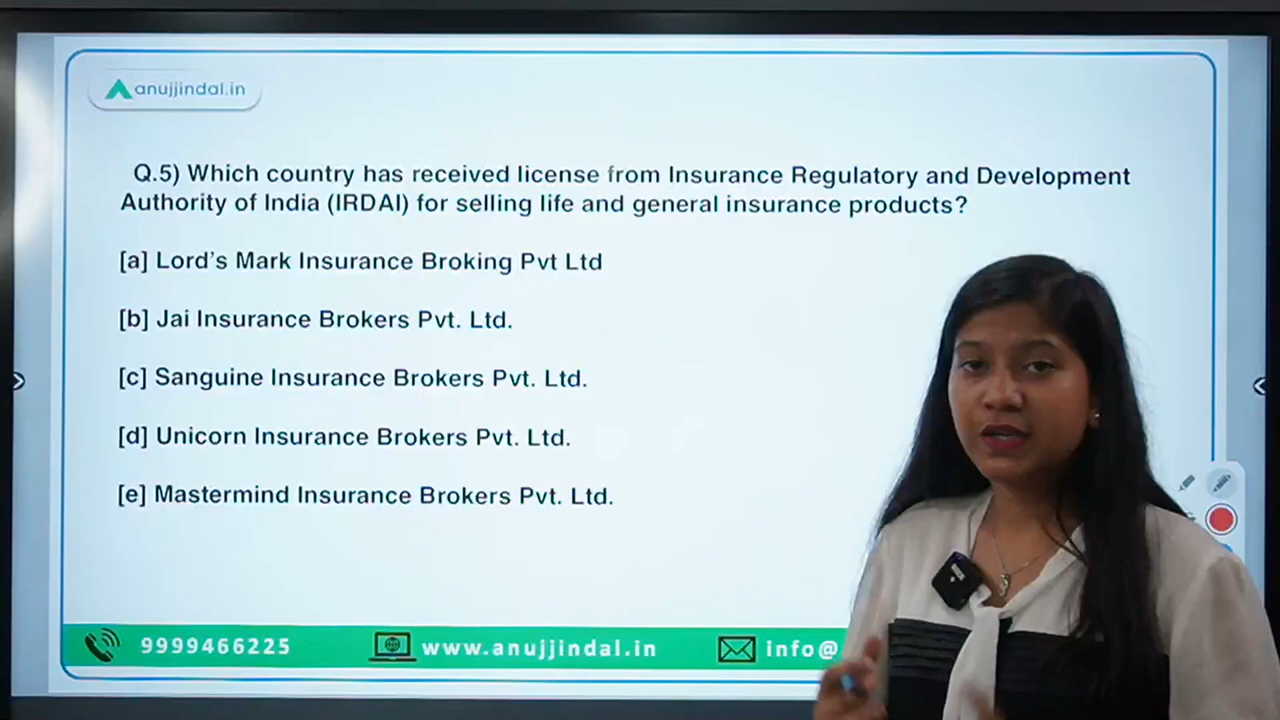 anujjindal.in
Q.5) Which country has received license from Insurance Regulatory and Development
Authority of India (IRDAI) for selling life and general insurance products?
[a] Lord's Mark Insurance Broking Pvt Ltd
[b] Jai Insurance Brokers Pvt. Ltd.
[c] Sanguine Insurance Brokers Pvt. Ltd.
[d] Unicorn Insurance Brokers Pvt. Ltd.
[e] Mastermind Insurance Brokers Pvt. Ltd.
9999466225 www.anujjindal.in info@